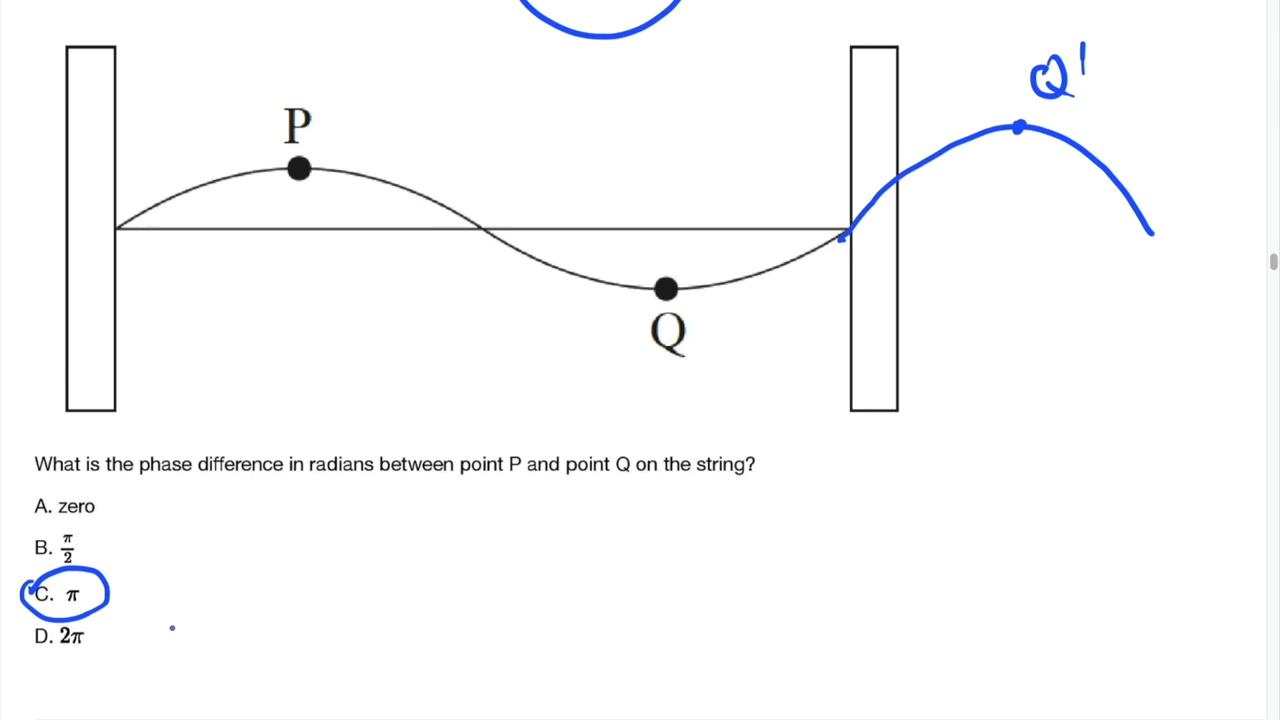 Q'
P
Q
What is the phase difference in radians between point P and point Q on the string?
A. zero
B. π/2
C. π
D. 2π